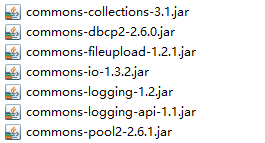 commons-collections-3.1.jar
commons-dbcp2-2.6.0.jar
commons-fileupload-1.2.1.jar
commons-io-1.3.2.jar
commons-logging-1.2.jar
commons-logging-api-1.1.jar
commons-pool2-2.6.1.jar